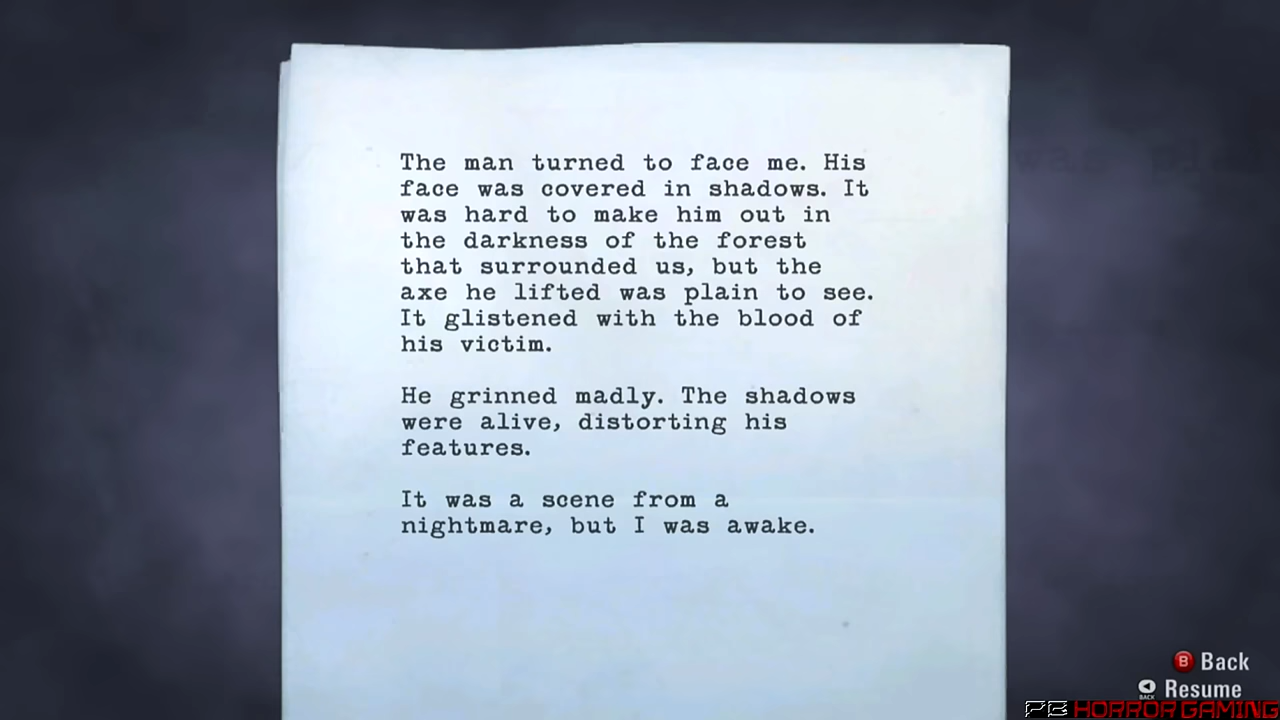 The man turned to face me. His
face was covered in shadows. It
was hard to make him out in
the darkness of the forest
that surrounded us, but the
axe he lifted was plain to see.
It glistened with the blood of
his victim.
He grinned madly. The shadows
were alive, distorting his
features.
It was a scene from a
nightmare, but I was awake.
B Back
BACK Resume
HORROR GAMING